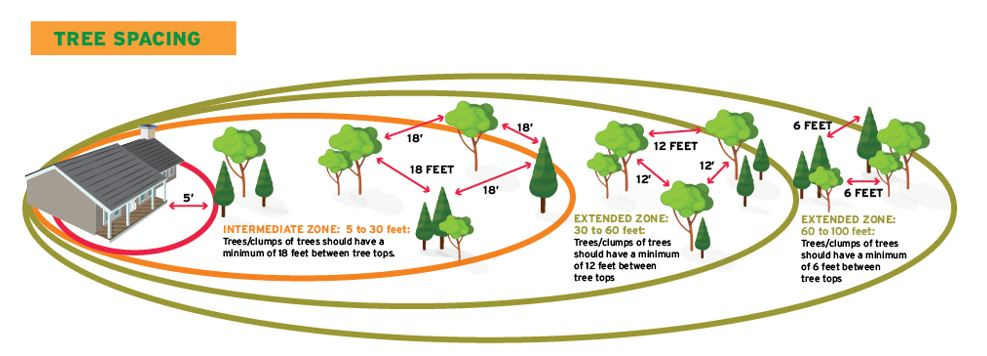 TREE SPACING
5'
18'
18'
18 FEET
18'
INTERMEDIATE ZONE: 5 to 30 feet:
Trees/clumps of trees should have a
minimum of 18 feet between tree tops.
12 FEET
12'
12'
EXTENDED ZONE:
30 to 60 feet:
Trees/clumps of trees
should have a minimum
of 12 feet between
tree tops
6 FEET
6 FEET
EXTENDED ZONE:
60 to 100 feet:
Trees/clumps of trees
should have a minimum
of 6 feet between
tree tops